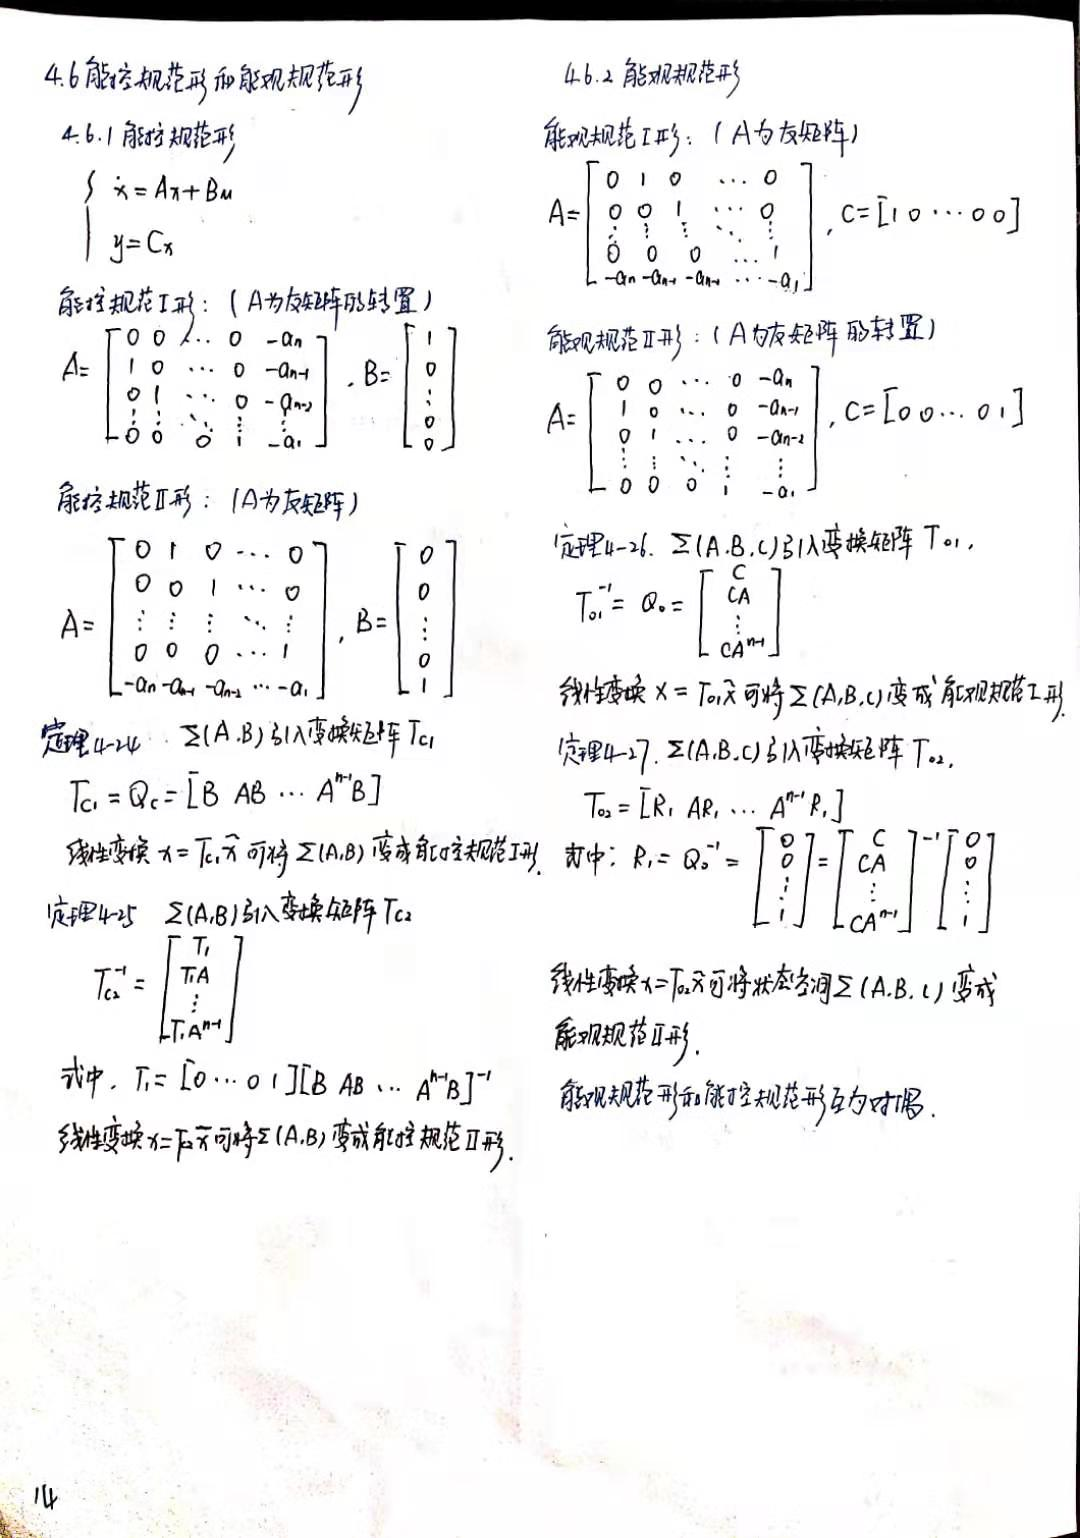 4.6 能控规范形和能观规范形
4.6.1 能控规范形
{ ẋ = Ax + Bu
y = Cx
能控规范I形：（A为友矩阵的转置）
A = [ 0 0 ⋯ 0 -aₙ
1 0 ⋯ 0 -aₙ₋₁
0 1 ⋯ 0 -aₙ₋₂
⋮ ⋮ ⋱ ⋮ ⋮
0 0 0 1 -a₁ ] , B = [ 1 0 ⋮ 0 0 ]
能控规范II形：（A为友矩阵）
A = [ 0 1 0 ⋯ 0
0 0 1 ⋯ 0
⋮ ⋮ ⋮ ⋱ ⋮
0 0 0 ⋯ 1
-aₙ -aₙ₋₁ -aₙ₋₂ ⋯ -a₁ ] , B = [ 0 0 ⋮ 0 1 ]
定理4-24. Σ(A.B)引入变换矩阵 Tc₁
Tc₁ = Qc = [B AB ⋯ Aⁿ⁻¹B]
线性变换 x = Tc₁x̃ 可将Σ(A,B)变成能控规范I形.
定理4-25 Σ(A,B)引入变换矩阵 Tc₂
Tc₂⁻¹ = [ T₁
T₁A
⋮
T₁Aⁿ⁻¹ ]
式中. T₁ = [0 ⋯ 0 1][B AB ⋯ Aⁿ⁻¹B]⁻¹
线性变换 x = Tc₂x̃ 可将Σ(A,B)变成能控规范II形.
4.6.2 能观规范形
能观规范I形：（A为友矩阵）
A = [ 0 1 0 ⋯ 0
0 0 1 ⋯ 0
⋮ ⋮ ⋮ ⋱ ⋮
0 0 0 ⋯ 1
-aₙ -aₙ₋₁ -aₙ₋₂ ⋯ -a₁ ] , C = [1 0 ⋯ 0 0]
能观规范II形：（A为友矩阵的转置）
A = [ 0 0 ⋯ 0 -aₙ
1 0 ⋯ 0 -aₙ₋₁
0 1 ⋯ 0 -aₙ₋₂
⋮ ⋮ ⋱ ⋮ ⋮
0 0 0 1 -a₁ ] , C = [0 0 ⋯ 0 1]
定理4-26. Σ(A.B.C)引入变换矩阵 To₁.
To₁⁻¹ = Qo = [ C
CA
⋮
CAⁿ⁻¹ ]
线性变换 x = To₁x̃ 可将Σ(A,B,C)变成能观规范I形.
定理4-27. Σ(A.B.C)引入变换矩阵 To₂.
To₂ = [R₁ AR₁ ⋯ Aⁿ⁻¹R₁]
式中: R₁ = Qo⁻¹ = [ 0 0 ⋮ 1 ] = [ C CA ⋮ CAⁿ⁻¹ ]⁻¹ [ 0 0 ⋮ 1 ]
线性变换 x = To₂x̃ 可将状态空间Σ(A.B.C)变成
能观规范II形.
能观规范形和能控规范形互为对偶.
14